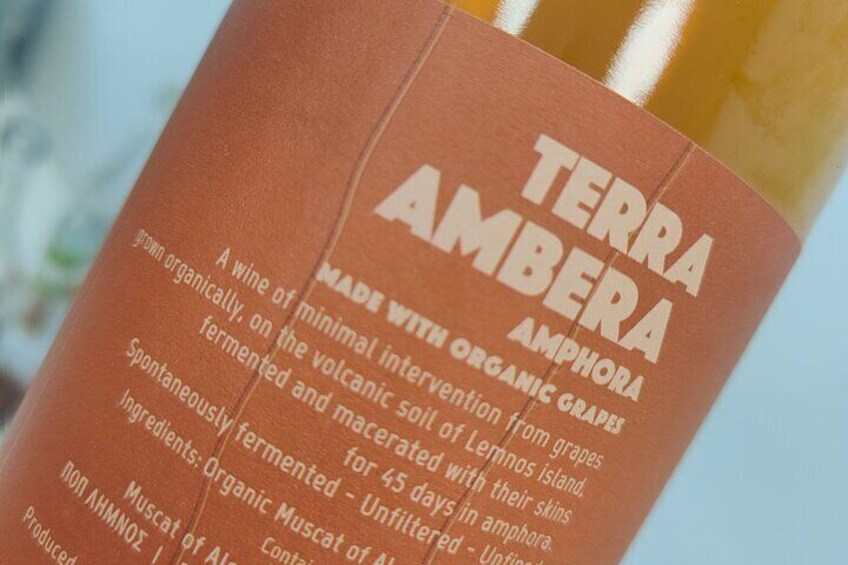 TERRA
AMBERA
AMPHORA
MADE WITH ORGANIC GRAPES
A wine of minimal intervention from grapes
grown organically, on the volcanic soil of Lemnos island,
fermented and macerated with their skins
for 45 days in amphora.
Spontaneously fermented - Unfiltered - Unfined
Ingredients: Organic Muscat of
Muscat of
ΠΟΠ ΛΗΜΝΟΣ |
Produced